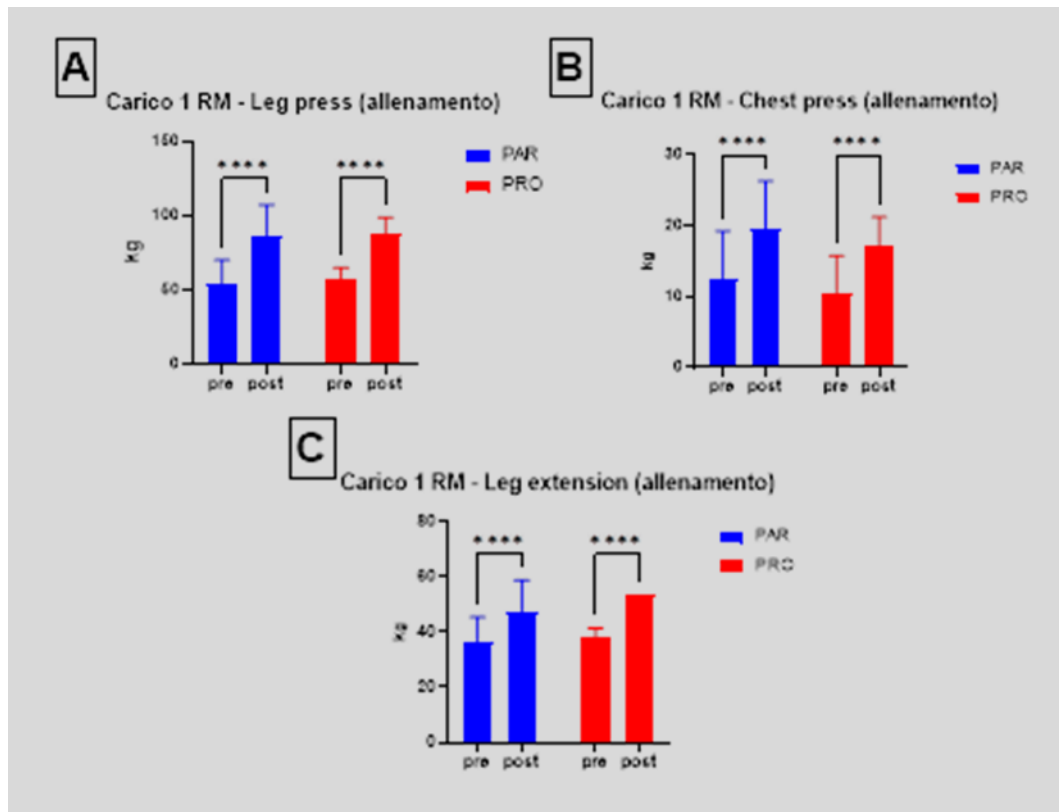 A
Carico 1 RM - Leg press (allenamento)
150
100
50
0
kg
****
****
pre
post
pre
post
PAR
PRO
B
Carico 1 RM - Chest press (allenamento)
30
20
10
0
kg
****
****
pre
post
pre
post
PAR
PRO
C
Carico 1 RM - Leg extension (allenamento)
80
60
40
20
0
kg
****
****
pre
post
pre
post
PAR
PRO